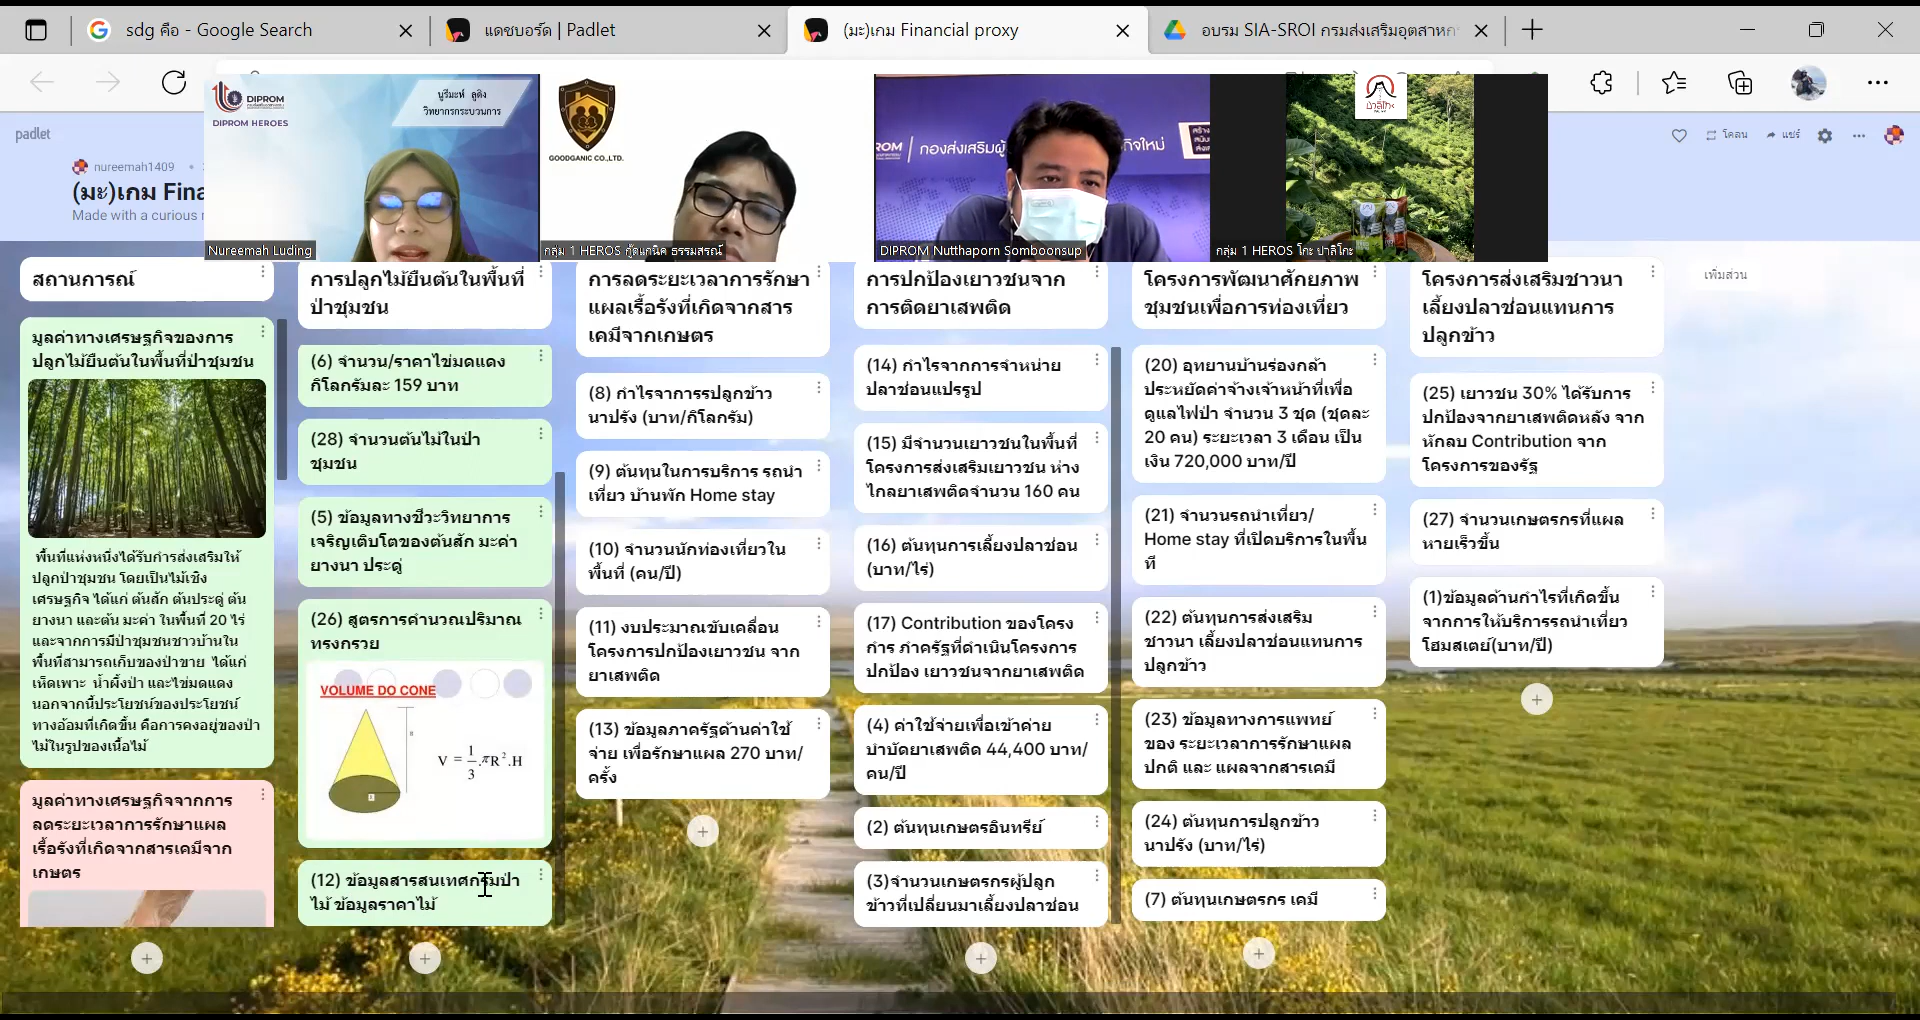 sdg คือ - Google Search
แดชบอร์ด | Padlet
(มะ)เกม Financial proxy
อบรม SIA-SROI กรมส่งเสริมอุตสาหก
DIPROM
DIPROM HEROES
นูรีมะห์ ลูดิง
วิทยากรกระบวนการ
Nureemah Luding
GOODGANIC CO.,LTD.
กลุ่ม 1 HEROS กู๊ดแกนิค ธรรมสรณ์
ROM
กองส่งเสริมผู้
กิจใหม่
DIPROM Nutthaporn Somboonsup
ปาลิโกะ
กลุ่ม 1 HEROS โกะ ปาลิโกะ
padlet
โคลน
แชร์
nureemah1409
(มะ)เกม Fina
Made with a curious
เพิ่มส่วน
สถานการณ์
มูลค่าทางเศรษฐกิจของการ
ปลูกไม้ยืนต้นในพื้นที่ป่าชุมชน
พื้นที่แห่งหนึ่งได้รับการส่งเสริมให้
ปลูกป่าชุมชน โดยเป็นไม้เชิง
เศรษฐกิจ ได้แก่ ต้นสัก ต้นประดู่ ต้น
ยางนา และต้น มะค่า ในพื้นที่ 20 ไร่
และจากการมีป่าชุมชนชาวบ้านใน
พื้นที่สามารถเก็บของป่าขาย ได้แก่
เห็ดเพาะ น้ำผึ้งป่า และไข่มดแดง
นอกจากนี้ประโยชน์ของประโยชน์
ทางอ้อมที่เกิดขึ้น คือการคงอยู่ของป่า
ไม้ในรูปของเนื้อไม้
มูลค่าทางเศรษฐกิจจากการ
ลดระยะเวลาการรักษาแผล
เรื้อรังที่เกิดจากสารเคมีจาก
เกษตร
การปลูกไม้ยืนต้นในพื้นที่
ป่าชุมชน
(6) จำนวน/ราคาไข่มดแดง
กิโลกรัมละ 159 บาท
(28) จำนวนต้นไม้ในป่า
ชุมชน
(5) ข้อมูลทางชีวะวิทยาการ
เจริญเติบโตของต้นสัก มะค่า
ยางนา ประดู่
(26) สูตรการคำนวณปริมาณ
ทรงกรวย
VOLUME DO CONE
V = 1/3 .πR².H
(12) ข้อมูลสารสนเทศกรมป่า
ไม้ ข้อมูลราคาไม้
การลดระยะเวลาการรักษา
แผลเรื้อรังที่เกิดจากสาร
เคมีจากเกษตร
(8) กำไรจาการรปลูกข้าว
นาปรัง (บาท/กิโลกรัม)
(9) ต้นทุนในการบริการ รถนำ
เที่ยว บ้านพัก Home stay
(10) จำนวนนักท่องเที่ยวใน
พื้นที่ (คน/ปี)
(11) งบประมาณขับเคลื่อน
โครงการปกป้องเยาวชน จาก
ยาเสพติด
(13) ข้อมูลภาครัฐด้านค่าใช้
จ่าย เพื่อรักษาแผล 270 บาท/
ครั้ง
การปกป้องเยาวชนจาก
การติดยาเสพติด
(14) กำไรจากการจำหน่าย
ปลาช่อนแปรรูป
(15) มีจำนวนเยาวชนในพื้นที่
โครงการส่งเสริมเยาวชน ห่าง
ไกลยาเสพติดจำนวน 160 คน
(16) ต้นทุนการเลี้ยงปลาช่อน
(บาท/ไร่)
(17) Contribution ของโครง
การ ภาครัฐที่ดำเนินโครงการ
ปกป้อง เยาวชนจากยาเสพติด
(4) ค่าใช้จ่ายเพื่อเข้าค่าย
บำบัดยาเสพติด 44,400 บาท/
คน/ปี
(2) ต้นทุนเกษตรอินทรีย์
(3)จำนวนเกษตรกรผู้ปลูก
ข้าวที่เปลี่ยนมาเลี้ยงปลาช่อน
โครงการพัฒนาศักยภาพ
ชุมชนเพื่อการท่องเที่ยว
(20) อุทยานบ้านร่องกล้า
ประหยัดค่าจ้างเจ้าหน้าที่เพื่อ
ดูแลไฟป่า จำนวน 3 ชุด (ชุดละ
20 คน) ระยะเวลา 3 เดือน เป็น
เงิน 720,000 บาท/ปี
(21) จำนวนรถนำเที่ยว/
Home stay ที่เปิดบริการในพื้น
ที่
(22) ต้นทุนการส่งเสริม
ชาวนา เลี้ยงปลาช่อนแทนการ
ปลูกข้าว
(23) ข้อมูลทางการแพทย์
ของ ระยะเวลาการรักษาแผล
ปกติ และ แผลจากสารเคมี
(24) ต้นทุนการปลูกข้าว
นาปรัง (บาท/ไร่)
(7) ต้นทุนเกษตรกร เคมี
โครงการส่งเสริมชาวนา
เลี้ยงปลาช่อนแทนการ
ปลูกข้าว
(25) เยาวชน 30% ได้รับการ
ปกป้องจากยาเสพติดหลัง จาก
หักลบ Contribution จาก
โครงการของรัฐ
(27) จำนวนเกษตรกรที่แผล
หายเร็วขึ้น
(1)ข้อมูลด้านกำไรที่เกิดขึ้น
จากการให้บริการรถนำเที่ยว
โฮมสเตย์(บาท/ปี)